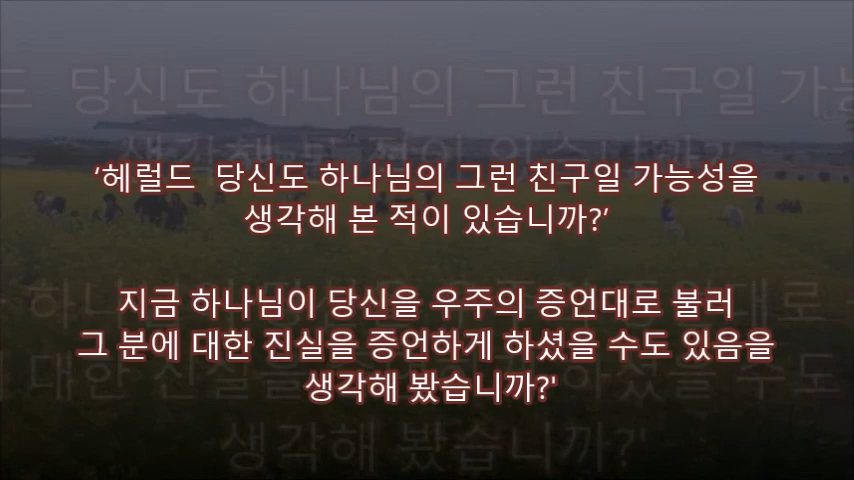 ‘헤럴드  당신도 하나님의 그런 친구일 가능성을
생각해 본 적이 있습니까?’
지금 하나님이 당신을 우주의 증언대로 불러
그 분에 대한 진실을 증언하게 하셨을 수도 있음을
생각해 봤습니까?'